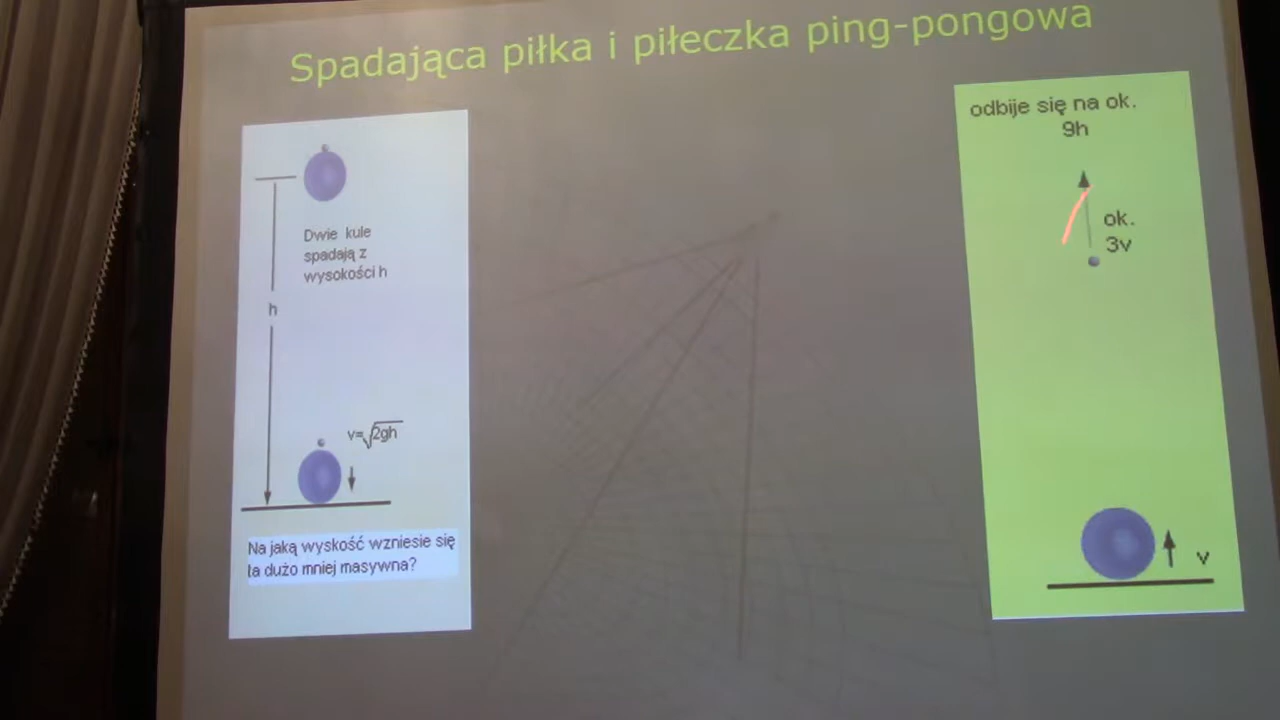 Spadająca piłka i piłeczka ping-pongowa
Dwie kule
spadają z
wysokości h
h
v=√2gh
Na jaką wyskość wzniesie się
ta dużo mniej masywna?
odbije się na ok.
9h
ok.
3v
v